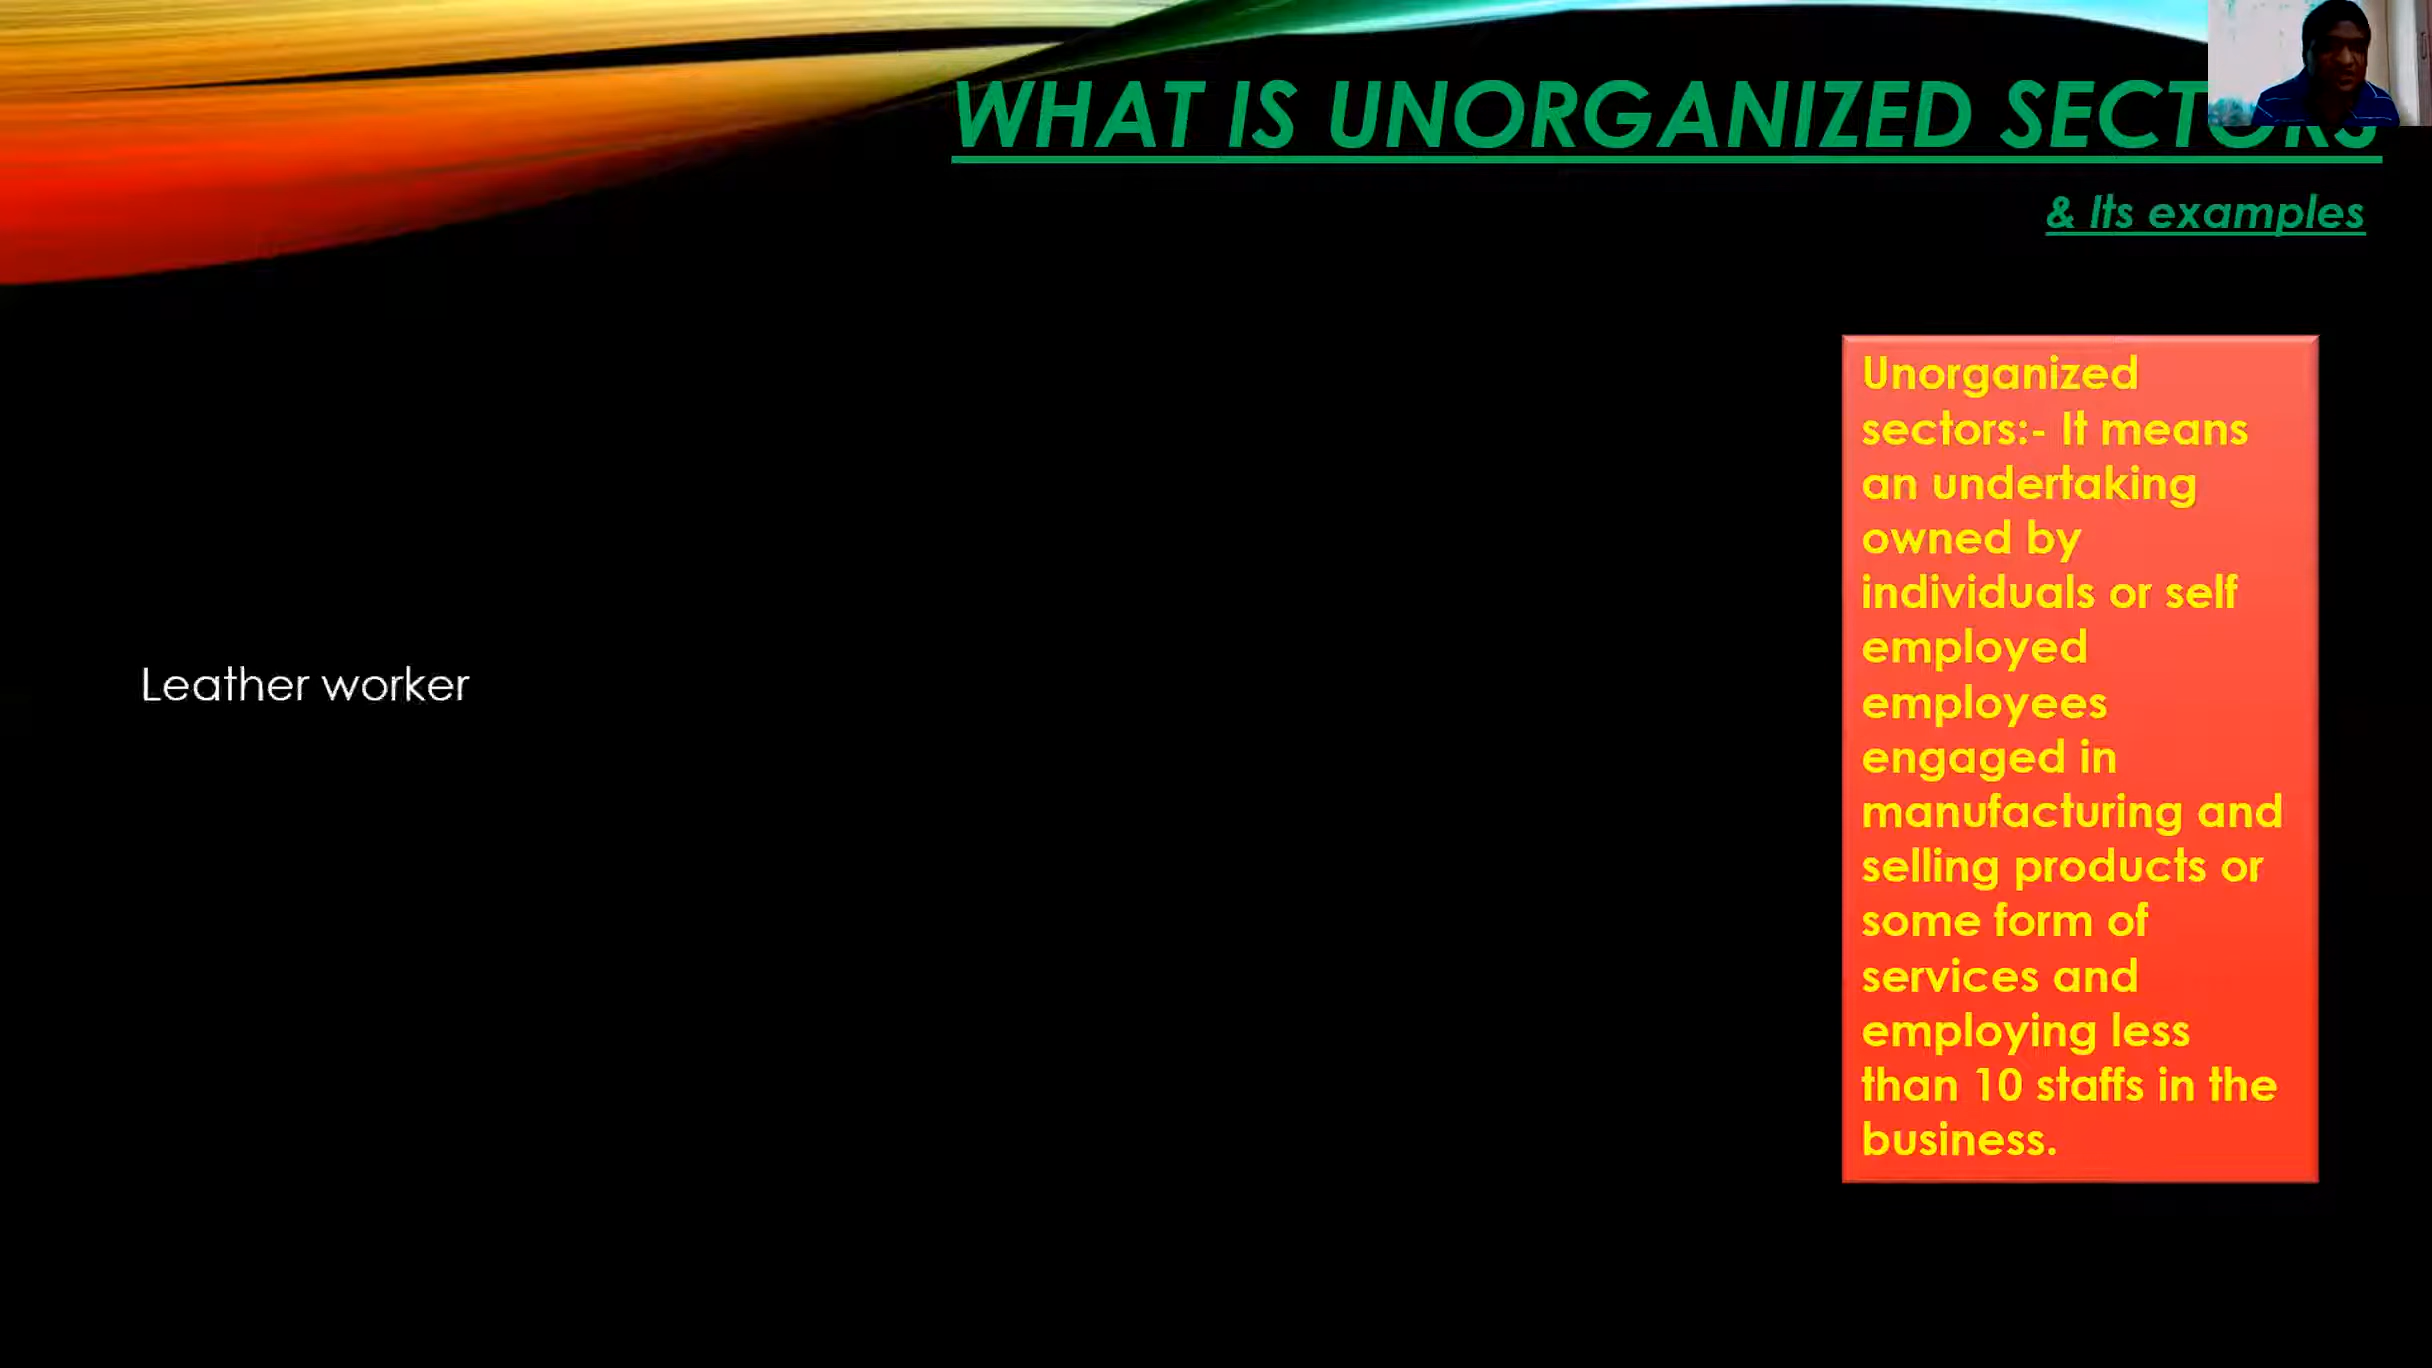 WHAT IS UNORGANIZED SECTORS
& Its examples
Leather worker
Unorganized
sectors:- It means
an undertaking
owned by
individuals or self
employed
employees
engaged in
manufacturing and
selling products or
some form of
services and
employing less
than 10 staffs in the
business.